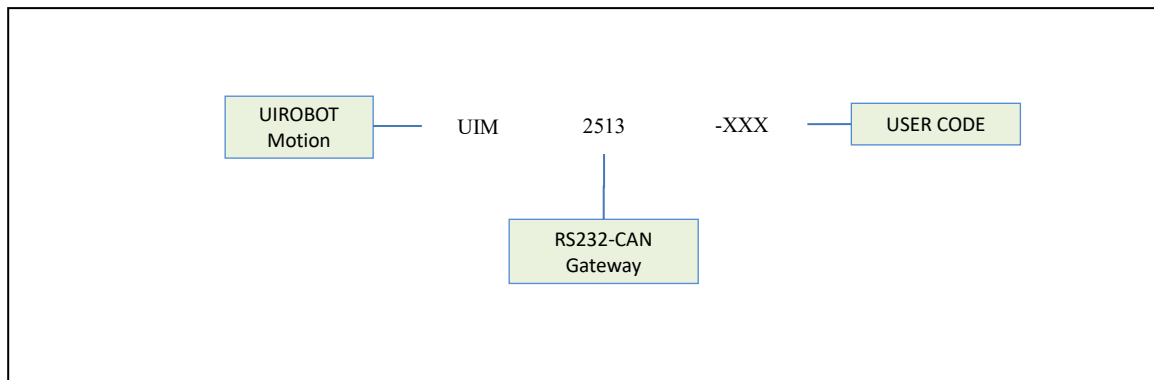 UIROBOT
Motion
UIM 2513 -XXX
USER CODE
RS232-CAN
Gateway